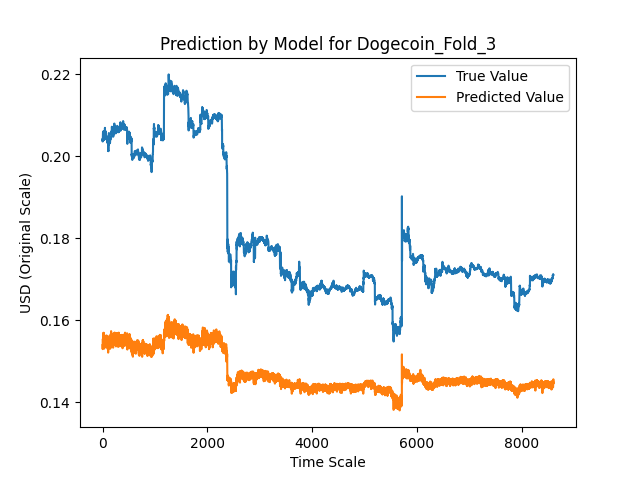 Prediction by Model for Dogecoin_Fold_3
True Value
Predicted Value
USD (Original Scale)
0.22
0.20
0.18
0.16
0.14
0
2000
4000
6000
8000
Time Scale